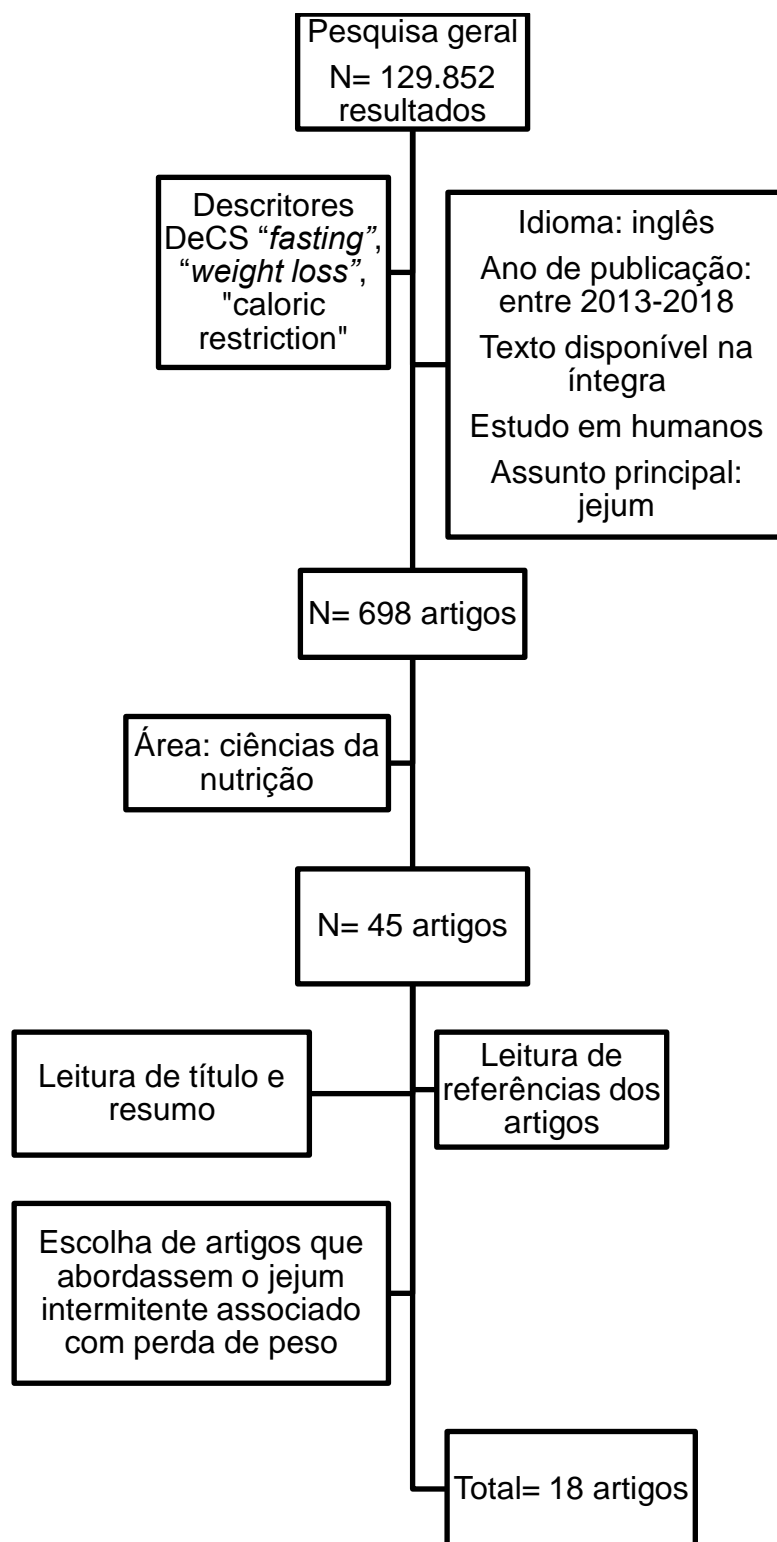 Pesquisa geral
N= 129.852
resultados
Descritores
DeCS “fasting”,
“weight loss”,
"caloric
restriction"
Idioma: inglês
Ano de publicação:
entre 2013-2018
Texto disponível na
íntegra
Estudo em humanos
Assunto principal:
jejum
N= 698 artigos
Área: ciências da
nutrição
N= 45 artigos
Leitura de título e
resumo
Leitura de
referências dos
artigos
Escolha de artigos que
abordassem o jejum
intermitente associado
com perda de peso
Total= 18 artigos